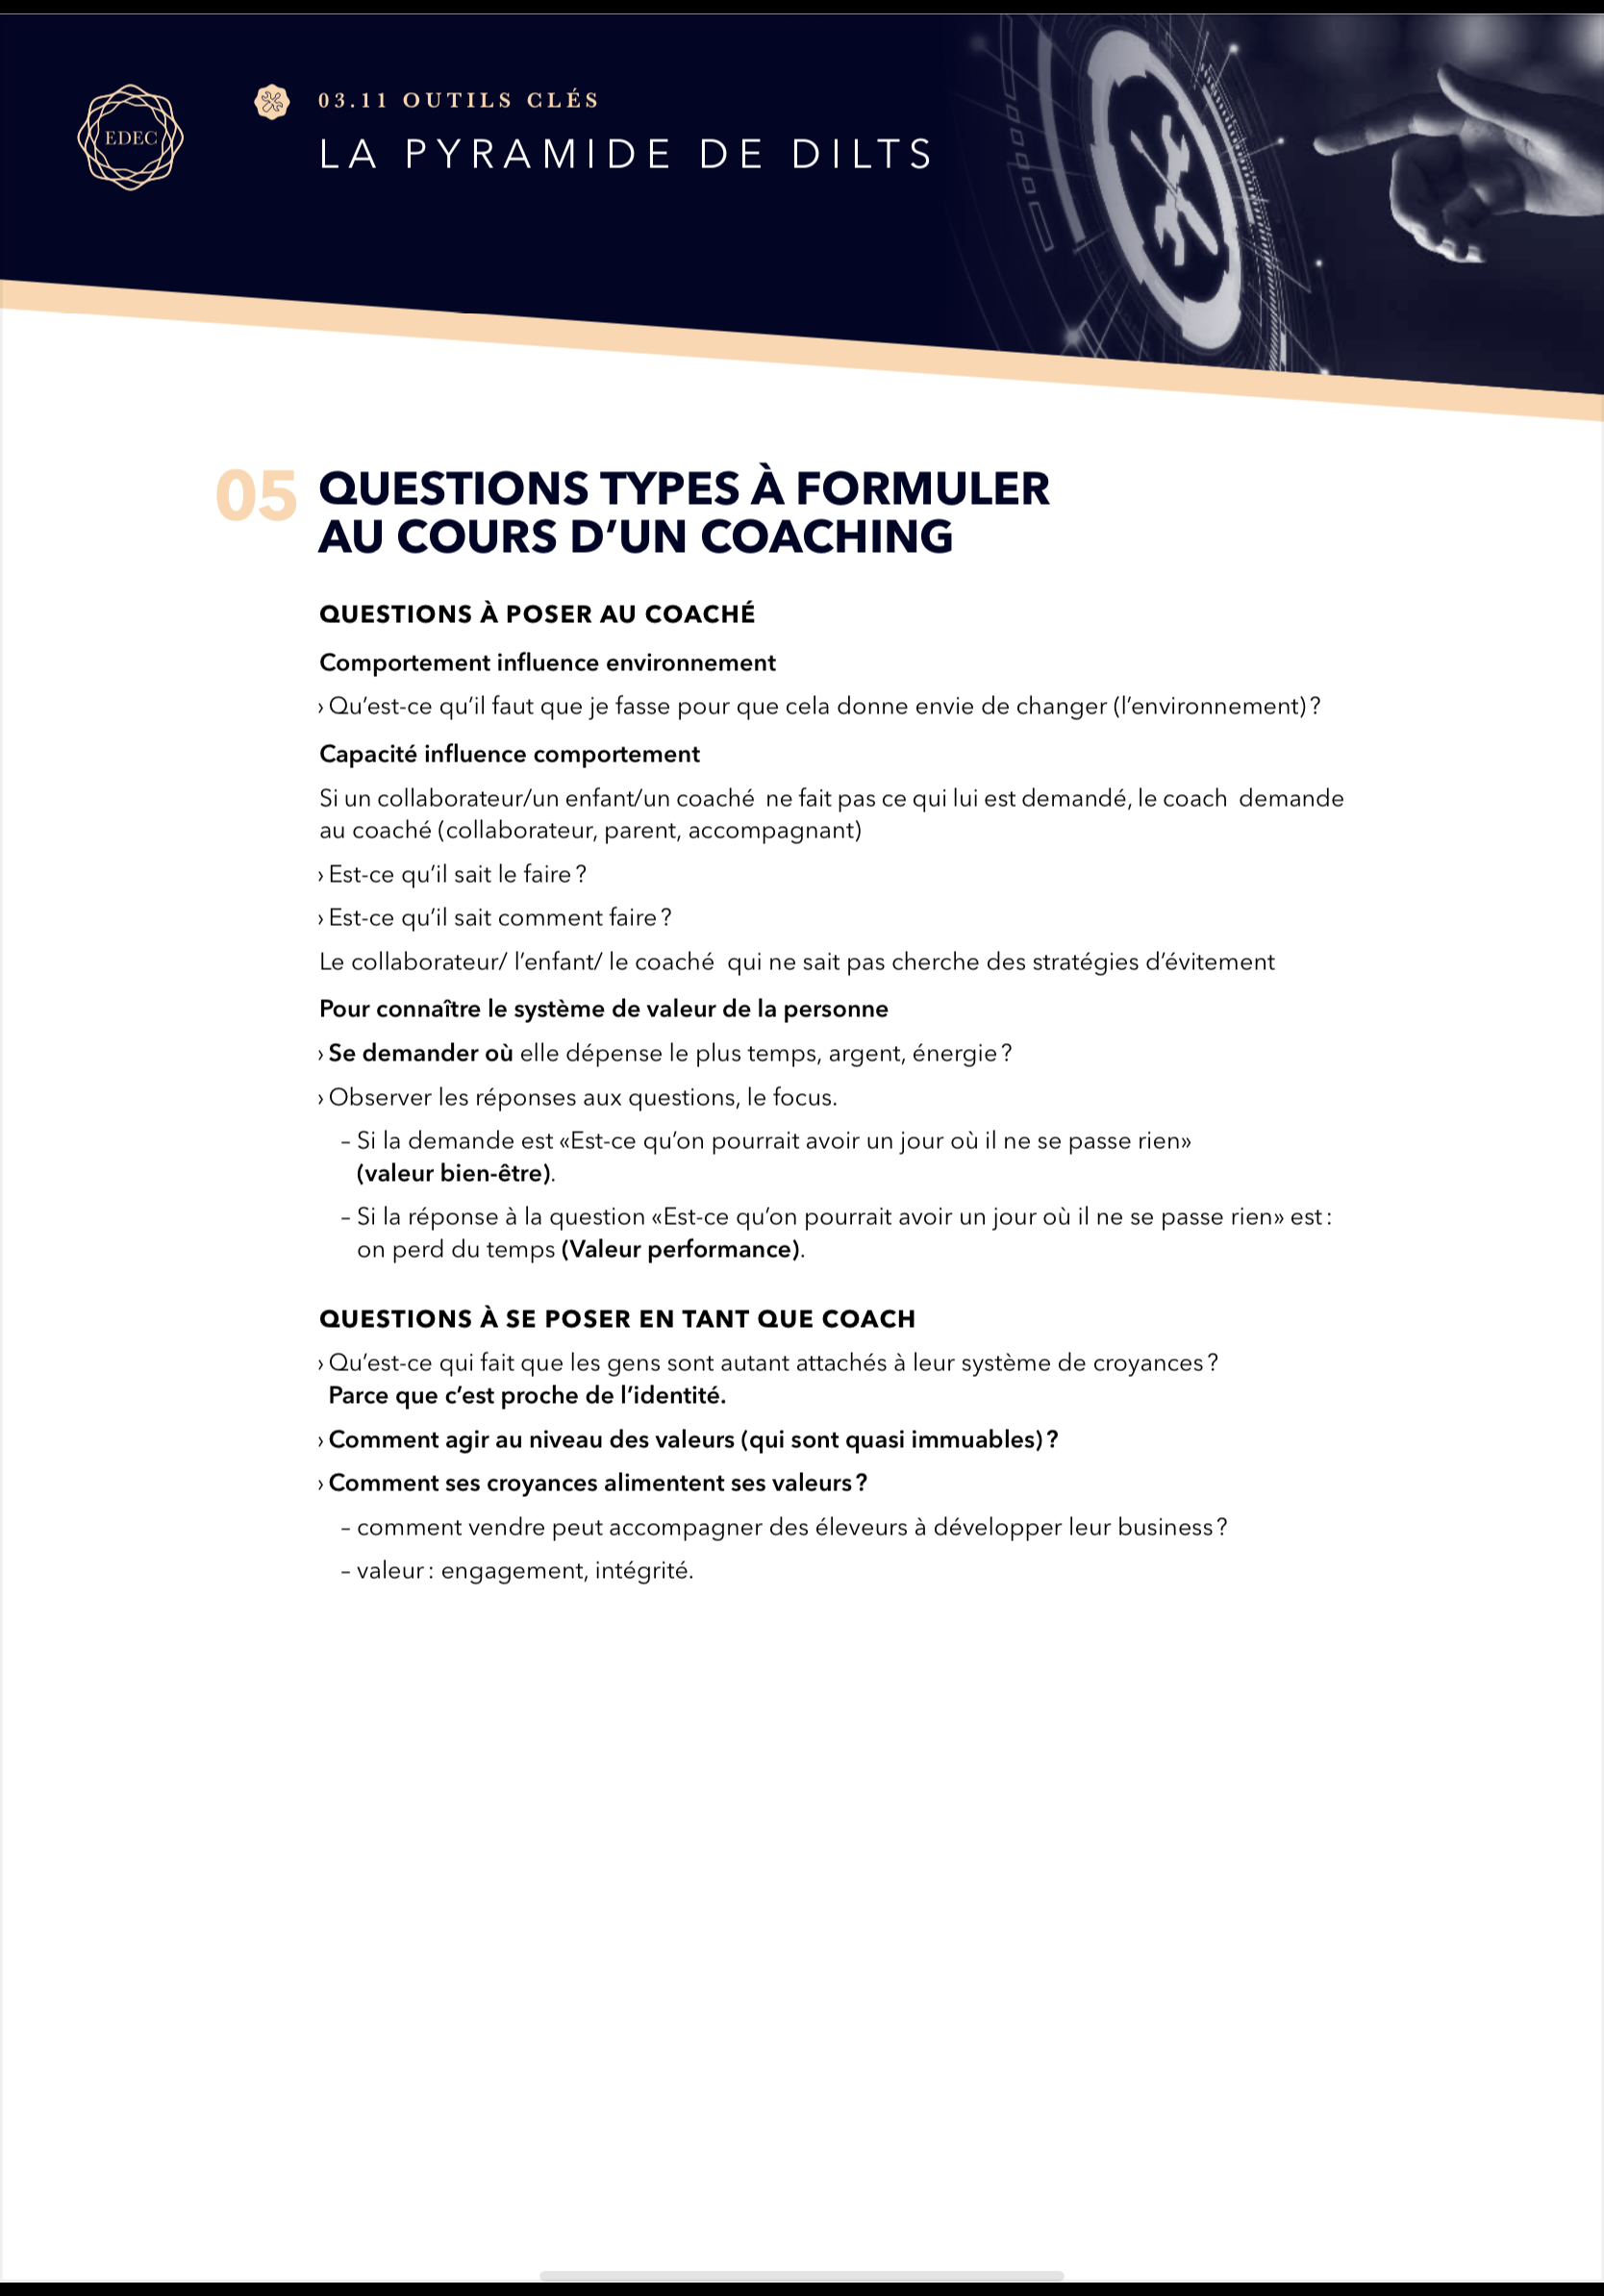 EDEC
03.11 OUTILS CLÉS
LA PYRAMIDE DE DILTS
05 QUESTIONS TYPES À FORMULER
AU COURS D’UN COACHING
QUESTIONS À POSER AU COACHÉ
Comportement influence environnement
› Qu’est-ce qu’il faut que je fasse pour que cela donne envie de changer (l’environnement) ?
Capacité influence comportement
Si un collaborateur/un enfant/un coaché ne fait pas ce qui lui est demandé, le coach demande
au coaché (collaborateur, parent, accompagnant)
› Est-ce qu’il sait le faire ?
› Est-ce qu’il sait comment faire ?
Le collaborateur/ l’enfant/ le coaché qui ne sait pas cherche des stratégies d’évitement
Pour connaître le système de valeur de la personne
› Se demander où elle dépense le plus temps, argent, énergie ?
› Observer les réponses aux questions, le focus.
– Si la demande est «Est-ce qu’on pourrait avoir un jour où il ne se passe rien»
(valeur bien-être).
– Si la réponse à la question «Est-ce qu’on pourrait avoir un jour où il ne se passe rien» est :
on perd du temps (Valeur performance).
QUESTIONS À SE POSER EN TANT QUE COACH
› Qu’est-ce qui fait que les gens sont autant attachés à leur système de croyances ?
Parce que c’est proche de l’identité.
› Comment agir au niveau des valeurs (qui sont quasi immuables) ?
› Comment ses croyances alimentent ses valeurs ?
– comment vendre peut accompagner des éleveurs à développer leur business ?
– valeur : engagement, intégrité.